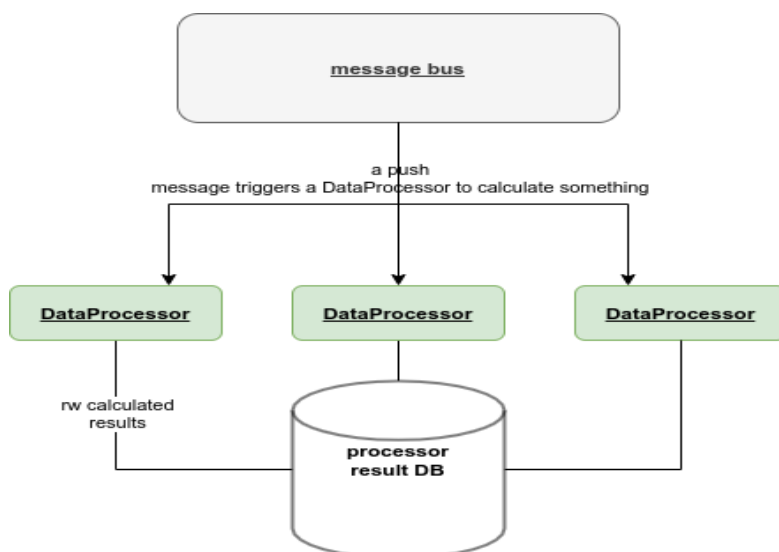 message bus
a push
message triggers a DataProcessor to calculate something
DataProcessor
DataProcessor
DataProcessor
rw calculated
results
processor
result DB